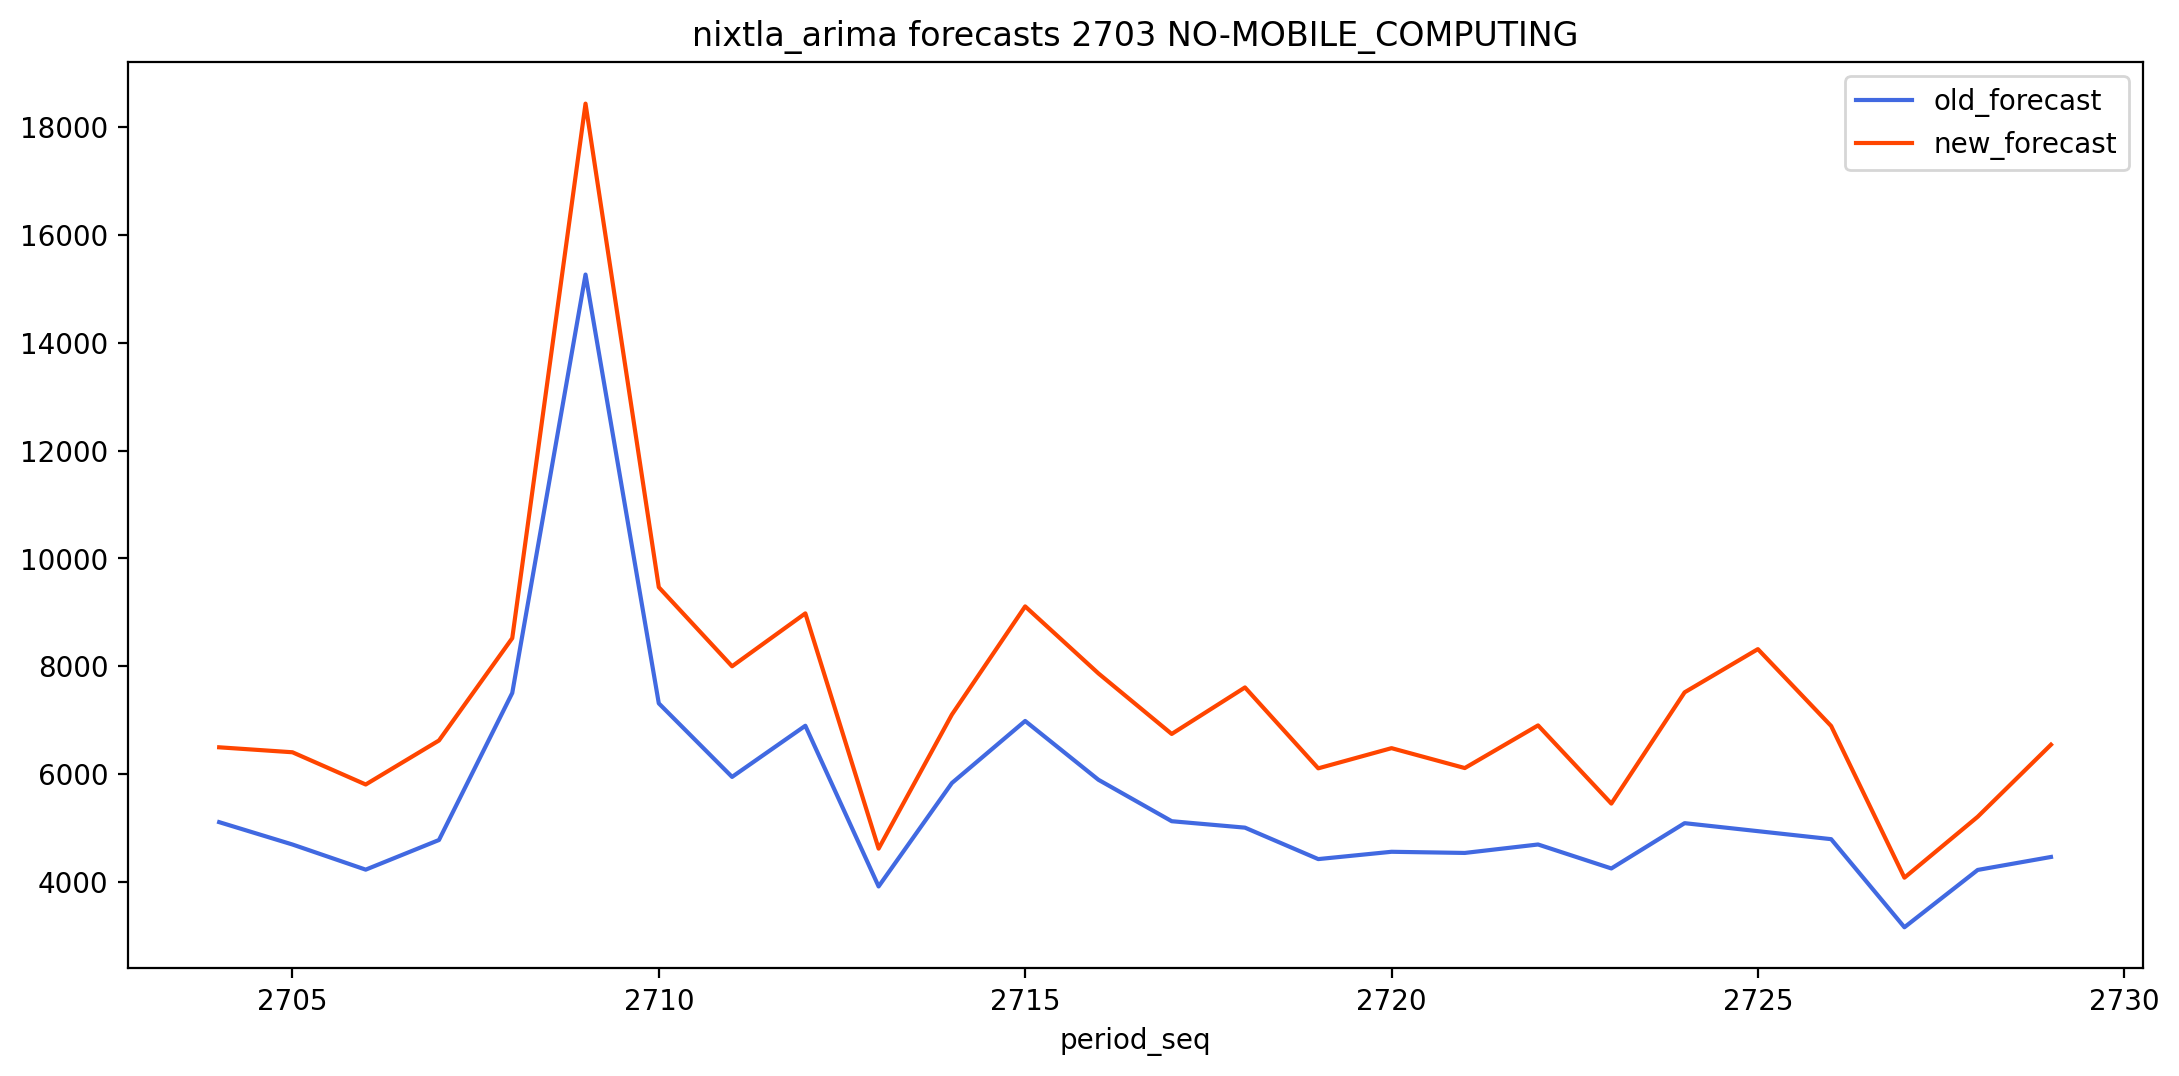 nixtla_arima forecasts 2703 NO-MOBILE_COMPUTING
old_forecast
new_forecast
18000
16000
14000
12000
10000
8000
6000
4000
2705 2710 2715 2720 2725 2730
period_seq